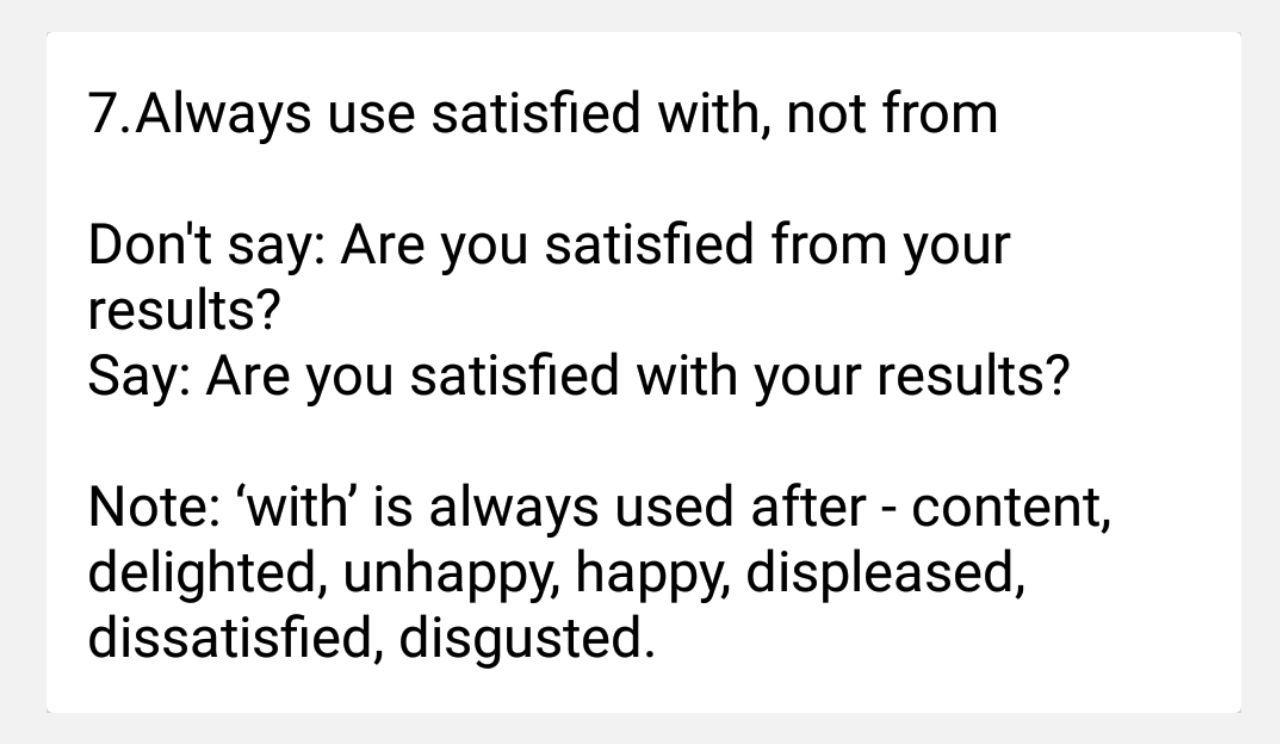 7.Always use satisfied with, not from
Don't say: Are you satisfied from your
results?
Say: Are you satisfied with your results?
Note: ‘with’ is always used after - content,
delighted, unhappy, happy, displeased,
dissatisfied, disgusted.